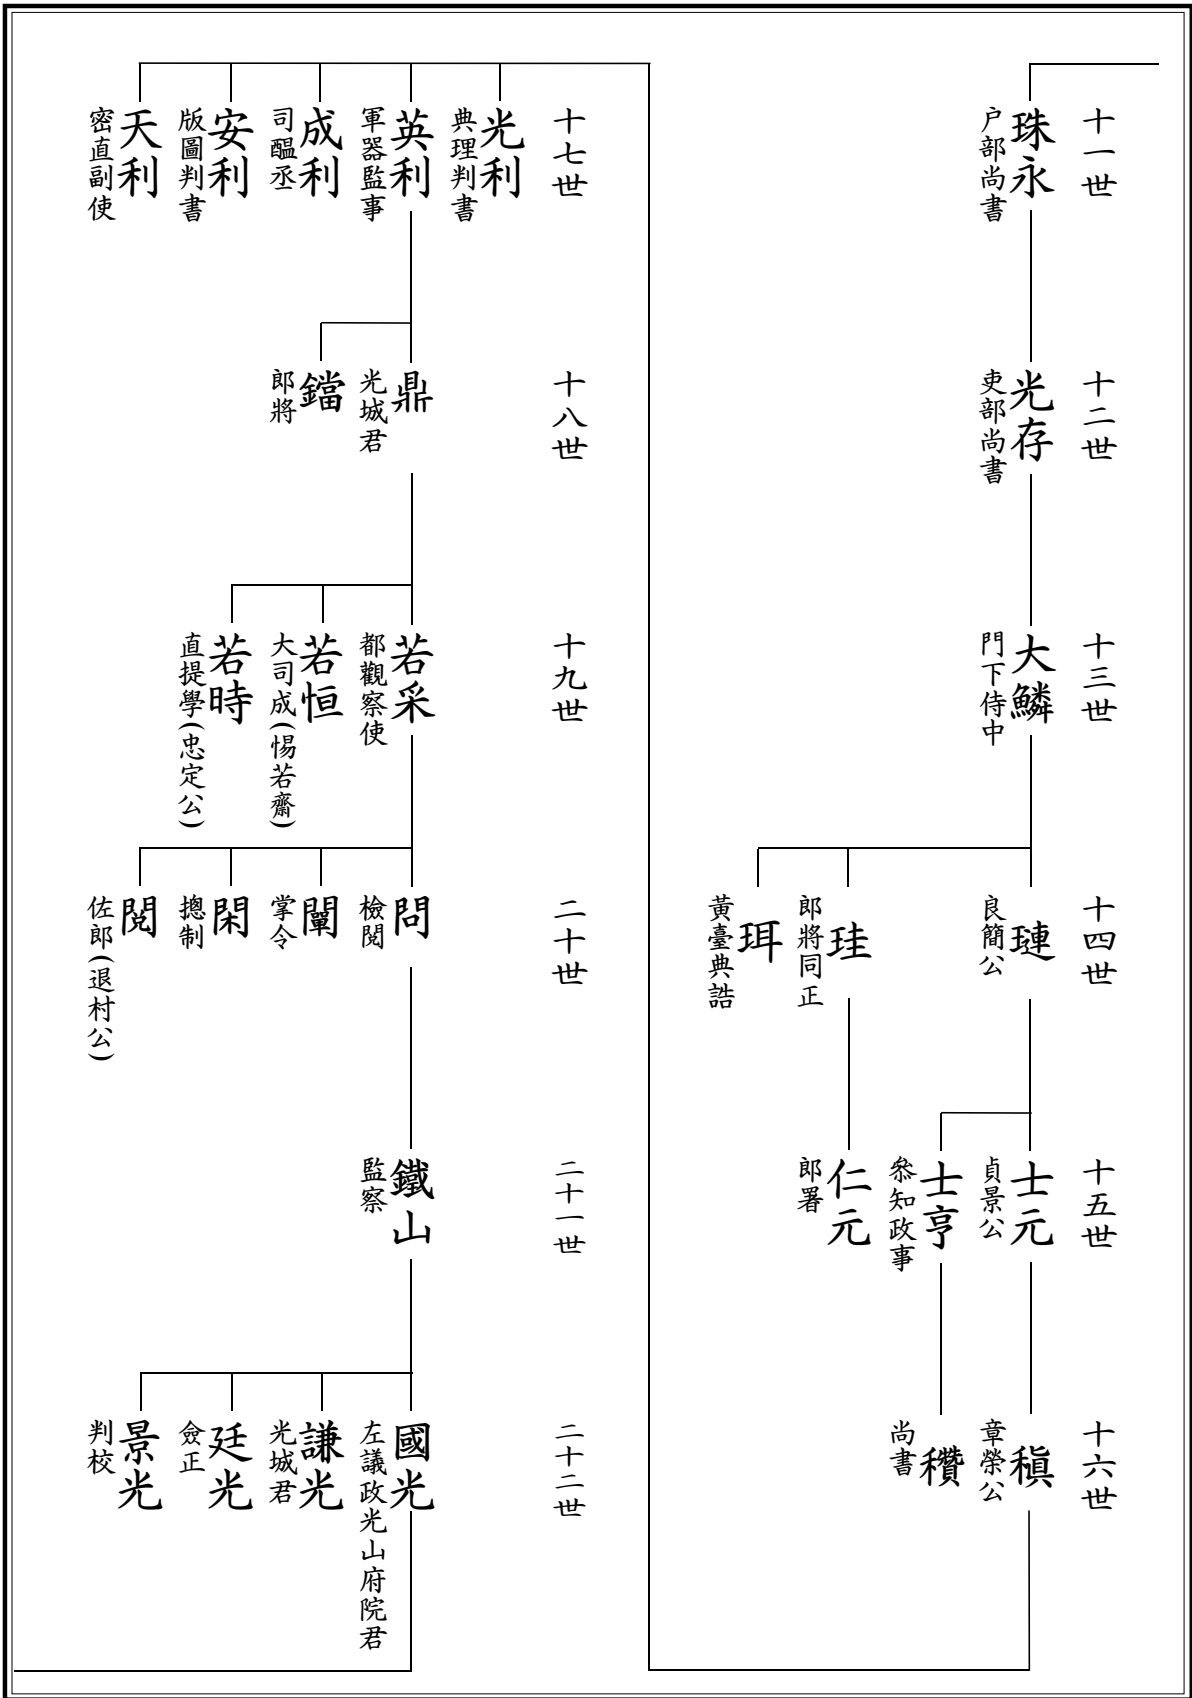 十一世
珠永
户部尚書
十二世
光存
吏部尚書
十三世
大鱗
門下侍中
十四世
璉
良簡公
珪
郎將同正
珥
黃臺典誥
十五世
士元
貞景公
士亨
叅知政事
仁元
郎署
十六世
稹
章榮公
穳
尚書
十七世
光利
典理判書
英利
軍器監事
成利
司醞丞
安利
版圖判書
天利
密直副使
十八世
鼎
光城君
鐺
郎將
十九世
若采
都觀察使
若恒
大司成(惕若齋)
若時
直提學(忠定公)
二十世
問
檢閱
闡
掌令
閑
摠制
閱
佐郎(退村公)
二十一世
鐵山
監察
二十二世
國光
左議政光山府院君
謙光
光城君
廷光
僉正
景光
判校